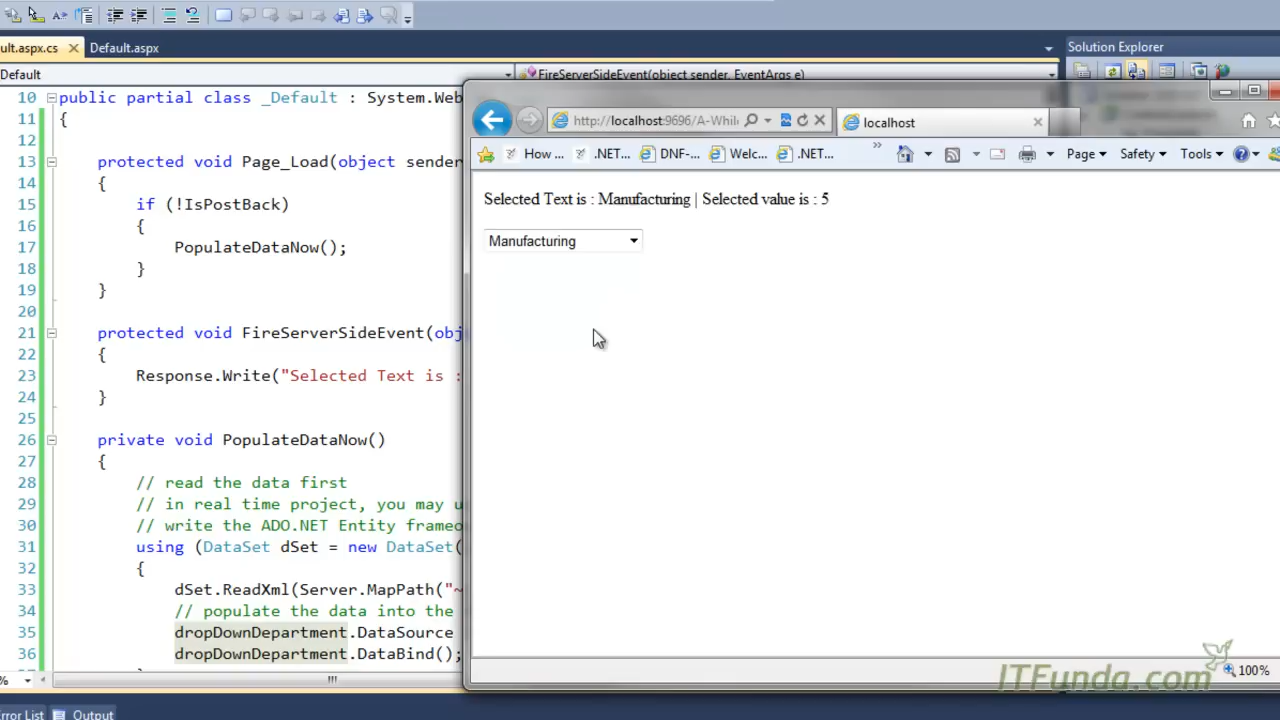 ult.aspx.cs Default.aspx
Solution Explorer
Default
FireServerSideEvent(object sender, EventArgs e)
10 public partial class _Default : System.Web
11 {
12
13 protected void Page_Load(object sender
14 {
15 if (!IsPostBack)
16 {
17 PopulateDataNow();
18 }
19 }
20
21 protected void FireServerSideEvent(obj
22 {
23 Response.Write("Selected Text is :
24 }
25
26 private void PopulateDataNow()
27 {
28 // read the data first
29 // in real time project, you may u
30 // write the ADO.NET Entity frameo
31 using (DataSet dSet = new DataSet(
32 {
33 dSet.ReadXml(Server.MapPath("~
34 // populate the data into the
35 dropDownDepartment.DataSource
36 dropDownDepartment.DataBind();
%
rror List Output
http://localhost:9696/A-Whil
localhost
How ... .NET... DNF-... Welc... .NET...
Page Safety Tools
Selected Text is : Manufacturing | Selected value is : 5
Manufacturing
ITFunda.com
100%